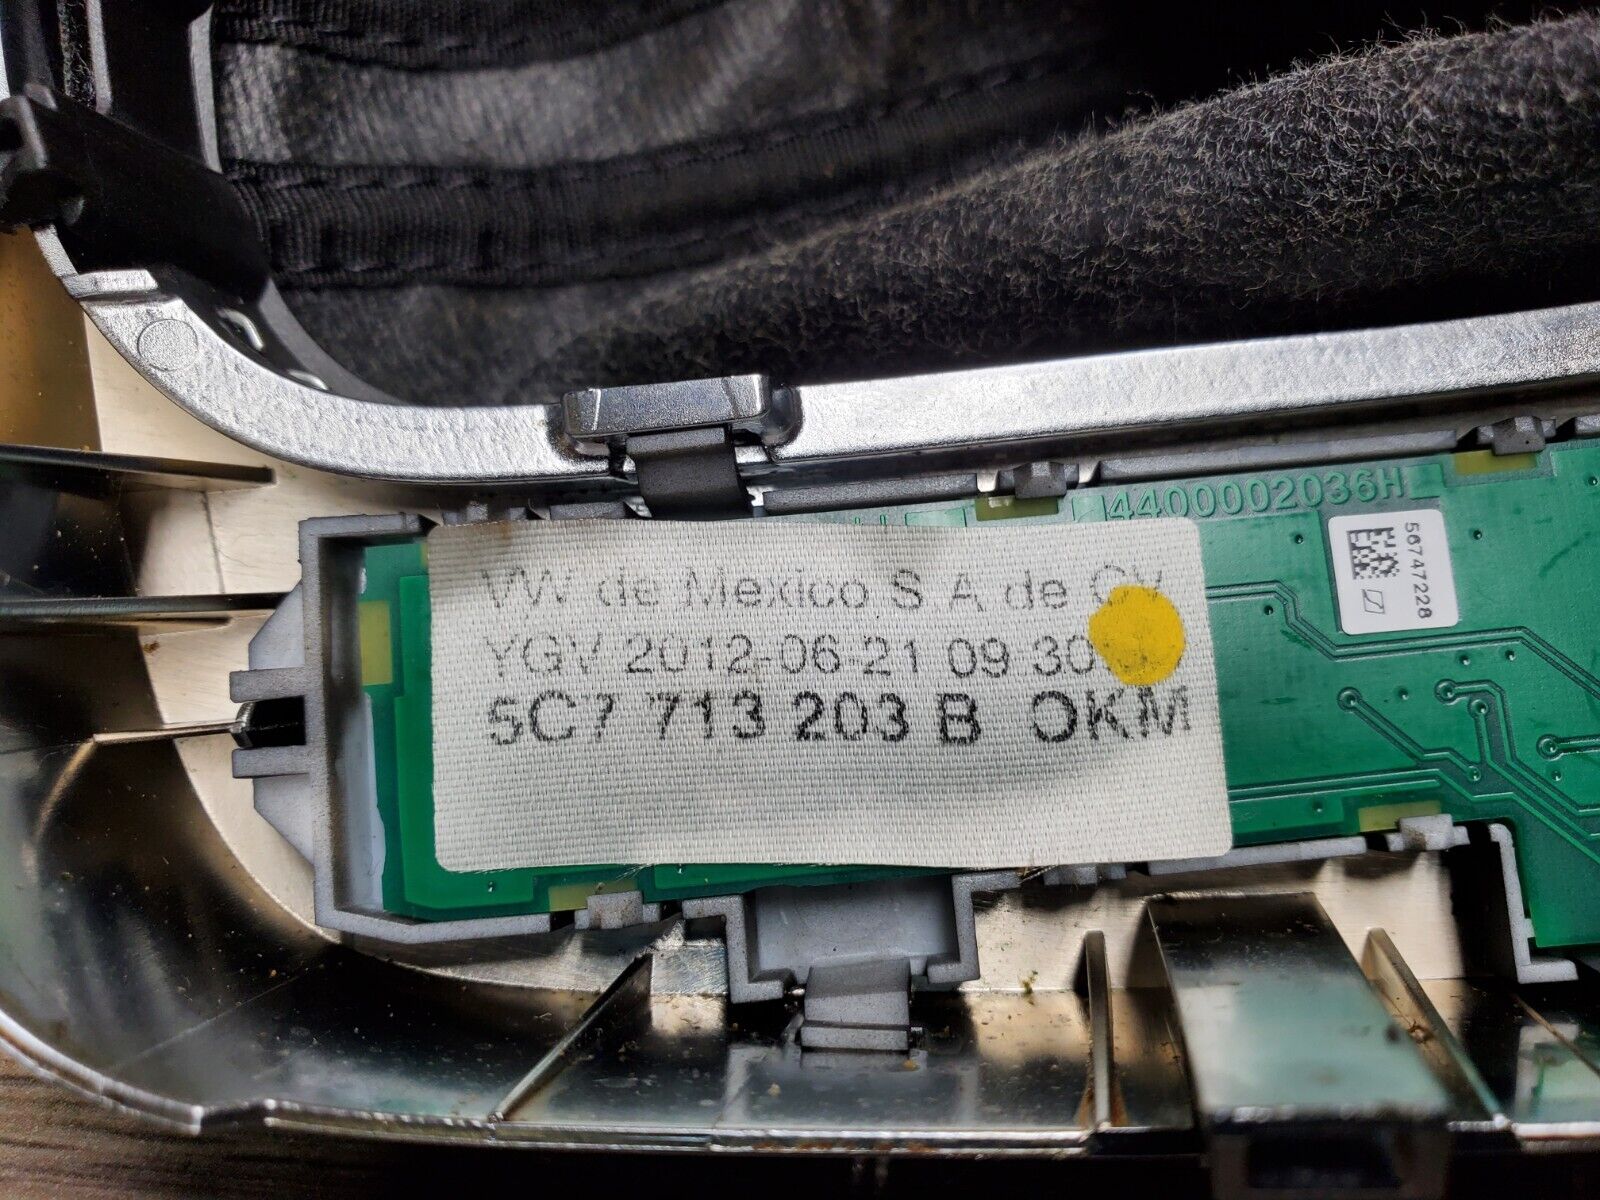 4400002036H
56747228
VW de Mexico S A de CV
YGV 2012-06-21 09 30
5C7 713 203 B OKM